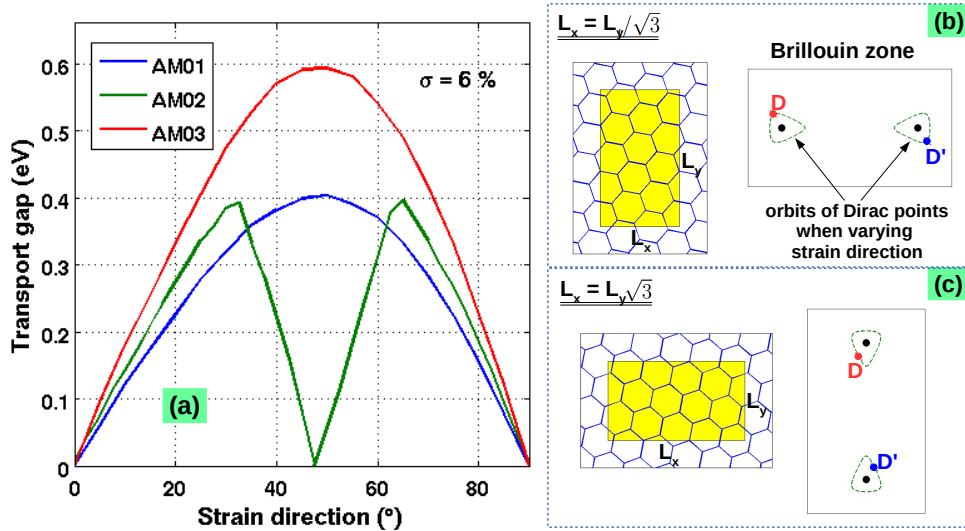 0.6
0.5
0.4
0.3
0.2
0.1
0
0
20
40
60
80
Transport gap (eV)
Strain direction (°)
AM01
AM02
AM03
σ = 6 %
(a)
Lx = Ly/√3
(b)
Brillouin zone
Ly
Lx
D
D'
orbits of Dirac points
when varying
strain direction
Lx = Ly√3
(c)
Ly
Lx
D
D'